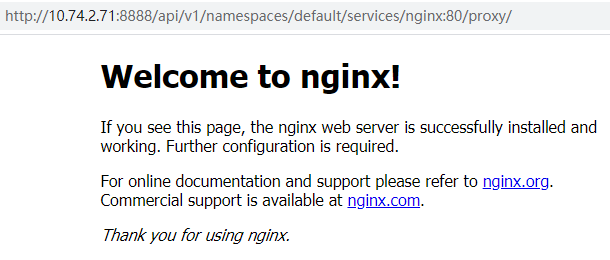 http://10.74.2.71:8888/api/v1/namespaces/default/services/nginx:80/proxy/
Welcome to nginx!
If you see this page, the nginx web server is successfully installed and
working. Further configuration is required.
For online documentation and support please refer to nginx.org.
Commercial support is available at nginx.com.
Thank you for using nginx.